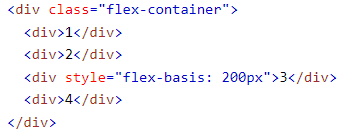 <div class="flex-container">
  <div>1</div>
  <div>2</div>
  <div style="flex-basis: 200px">3</div>
  <div>4</div>
</div>